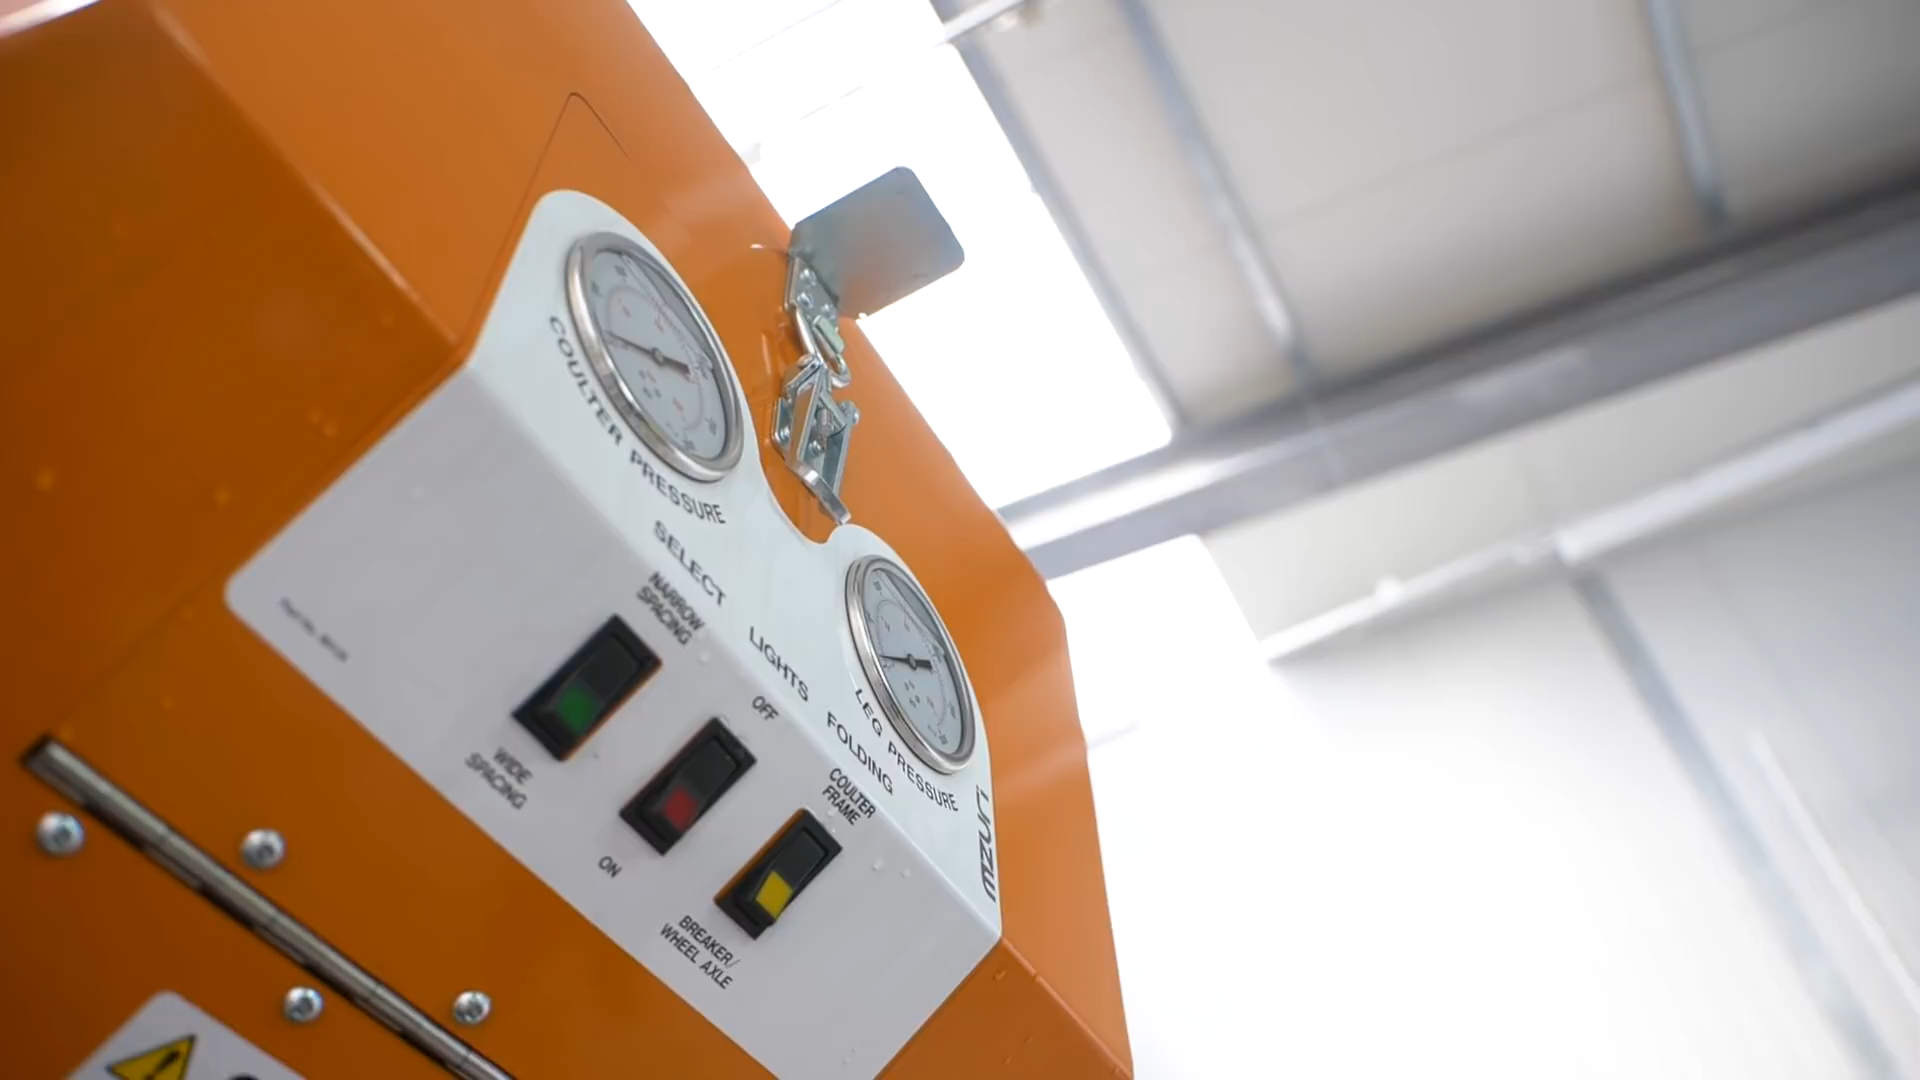 COULTER PRESSURE
SELECT
NARROW
SPACING
WIDE
SPACING
LIGHTS
OFF
ON
LEG PRESSURE
FOLDING
COULTER
FRAME
BREAKER/
WHEEL AXLE
mzuri